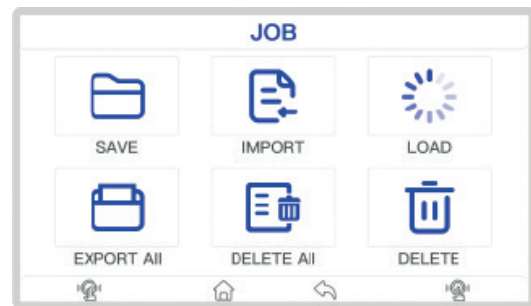 JOB
SAVE
IMPORT
LOAD
EXPORT All
DELETE All
DELETE